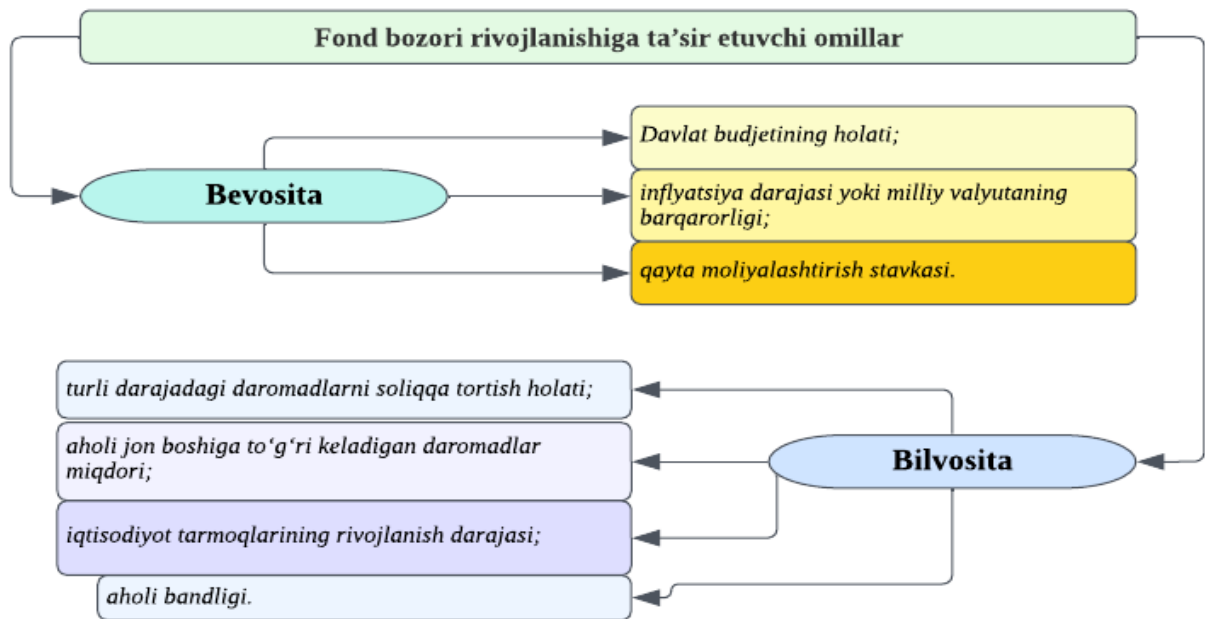 Fond bozori rivojlanishiga ta’sir etuvchi omillar
Bevosita
Davlat budjetining holati;
inflyatsiya darajasi yoki milliy valyutaning
barqarorligi;
qayta moliyalashtirish stavkasi.
Bilvosita
turli darajadagi daromadlarni soliqqa tortish holati;
aholi jon boshiga to‘g‘ri keladigan daromadlar
miqdori;
iqtisodiyot tarmoqlarining rivojlanish darajasi;
aholi bandligi.